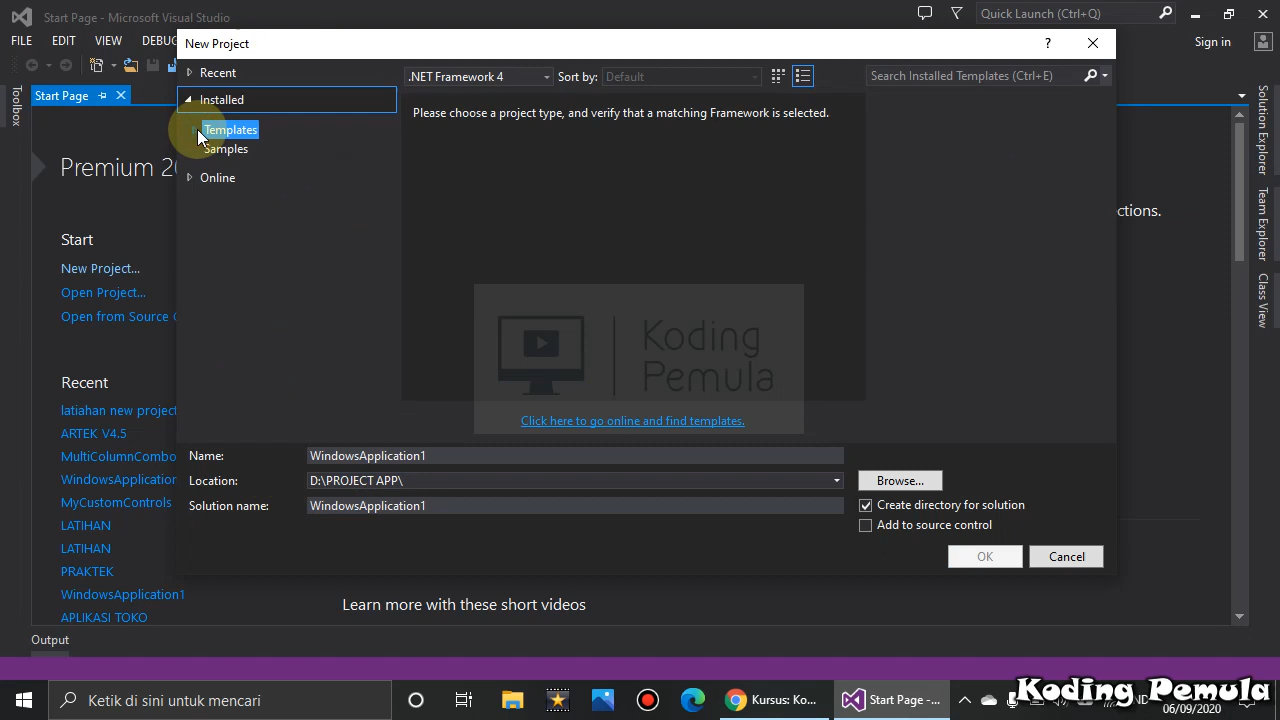 Start Page - Microsoft Visual Studio
Quick Launch (Ctrl+Q)
FILE EDIT VIEW DEBU
Sign in
New Project
?
Recent
.NET Framework 4
Sort by: Default
Search Installed Templates (Ctrl+E)
Toolbox
Start Page
Installed
Please choose a project type, and verify that a matching Framework is selected.
Templates
Samples
Online
Premium 20
Solution Explorer
Team Explorer
Class View
ctions.
Start
New Project...
Open Project...
Open from Source
Koding
Pemula
Click here to go online and find templates.
Recent
latiahan new project
ARTEK V4.5
MultiColumnCombo
WindowsApplication
MyCustomControls
LATIHAN
LATIHAN
PRAKTEK
WindowsApplication1
APLIKASI TOKO
Name: WindowsApplication1
Location: D:\PROJECT APP\
Browse...
Solution name: WindowsApplication1
Create directory for solution
Add to source control
OK
Cancel
Learn more with these short videos
Output
Ketik di sini untuk mencari
Kursus: Ko...
Start Page -...
Koding Pemula
06/09/2020